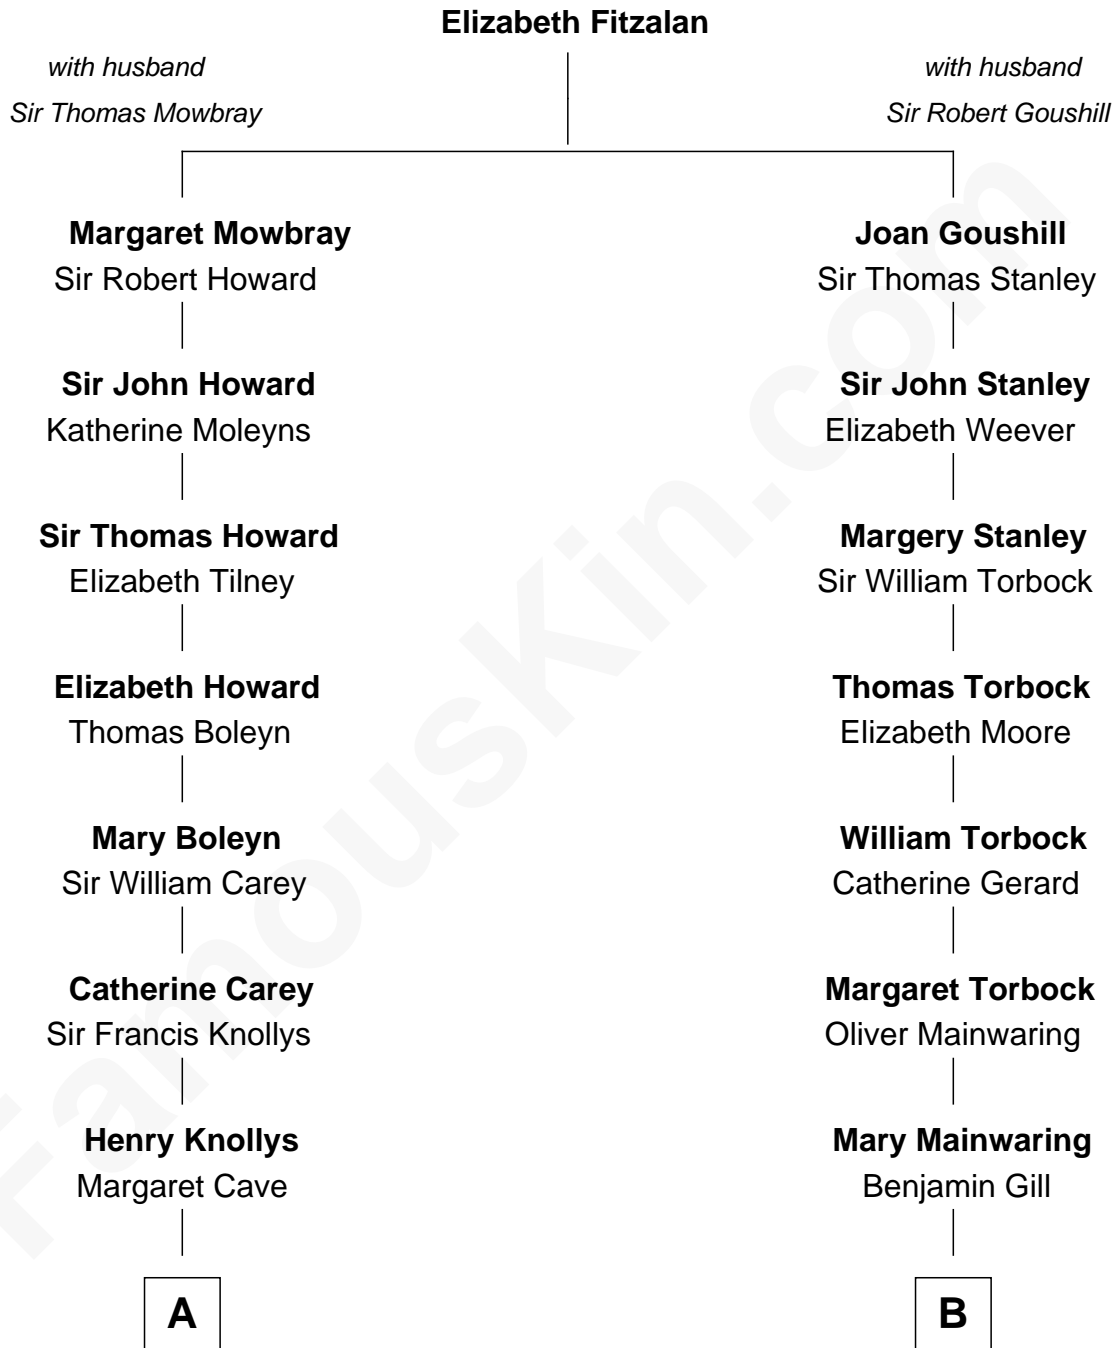 Elizabeth Fitzalan
with husband
Sir Thomas Mowbray
with husband
Sir Robert Goushill
Margaret Mowbray
Sir Robert Howard
Joan Goushill
Sir Thomas Stanley
Sir John Howard
Katherine Moleyns
Sir John Stanley
Elizabeth Weever
Sir Thomas Howard
Elizabeth Tilney
Margery Stanley
Sir William Torbock
Elizabeth Howard
Thomas Boleyn
Thomas Torbock
Elizabeth Moore
Mary Boleyn
Sir William Carey
William Torbock
Catherine Gerard
Catherine Carey
Sir Francis Knollys
Margaret Torbock
Oliver Mainwaring
Henry Knollys
Margaret Cave
Mary Mainwaring
Benjamin Gill
A
B
FamousKin.com